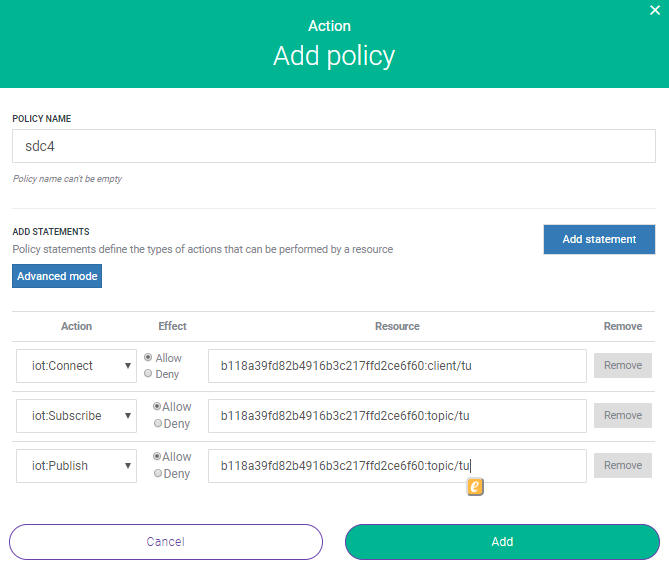 Action
Add policy
POLICY NAME
sdc4
Policy name can't be empty
ADD STATEMENTS
Policy statements define the types of actions that can be performed by a resource
Add statement
Advanced mode
Action Effect Resource Remove
iot:Connect Allow Deny b118a39fd82b4916b3c217ffd2ce6f60:client/tu Remove
iot:Subscribe Allow Deny b118a39fd82b4916b3c217ffd2ce6f60:topic/tu Remove
iot:Publish Allow Deny b118a39fd82b4916b3c217ffd2ce6f60:topic/tu Remove
e
Cancel Add